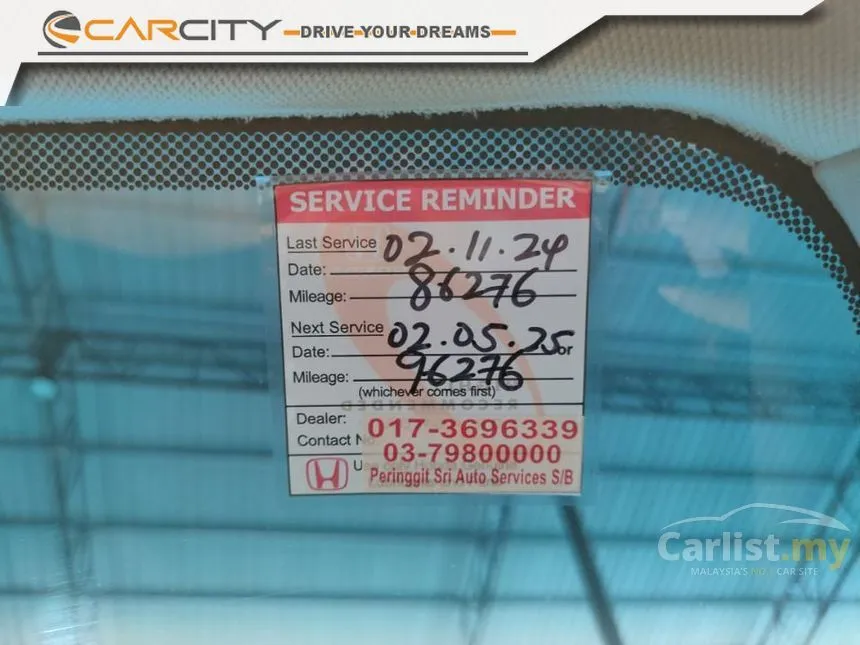 CARCITY DRIVE YOUR DREAMS
SERVICE REMINDER
Last Service 02.11.24
Date:
Mileage: 86276
Next Service 02.05.25
Date: or
Mileage: 96276
(whichever comes first)
RECOMMENDED
Dealer:
Contact N
017-3696339
03-79800000
Peringgit Sri Auto Services S/B
Carlist.my
MALAYSIA'S NO.1 CAR SITE